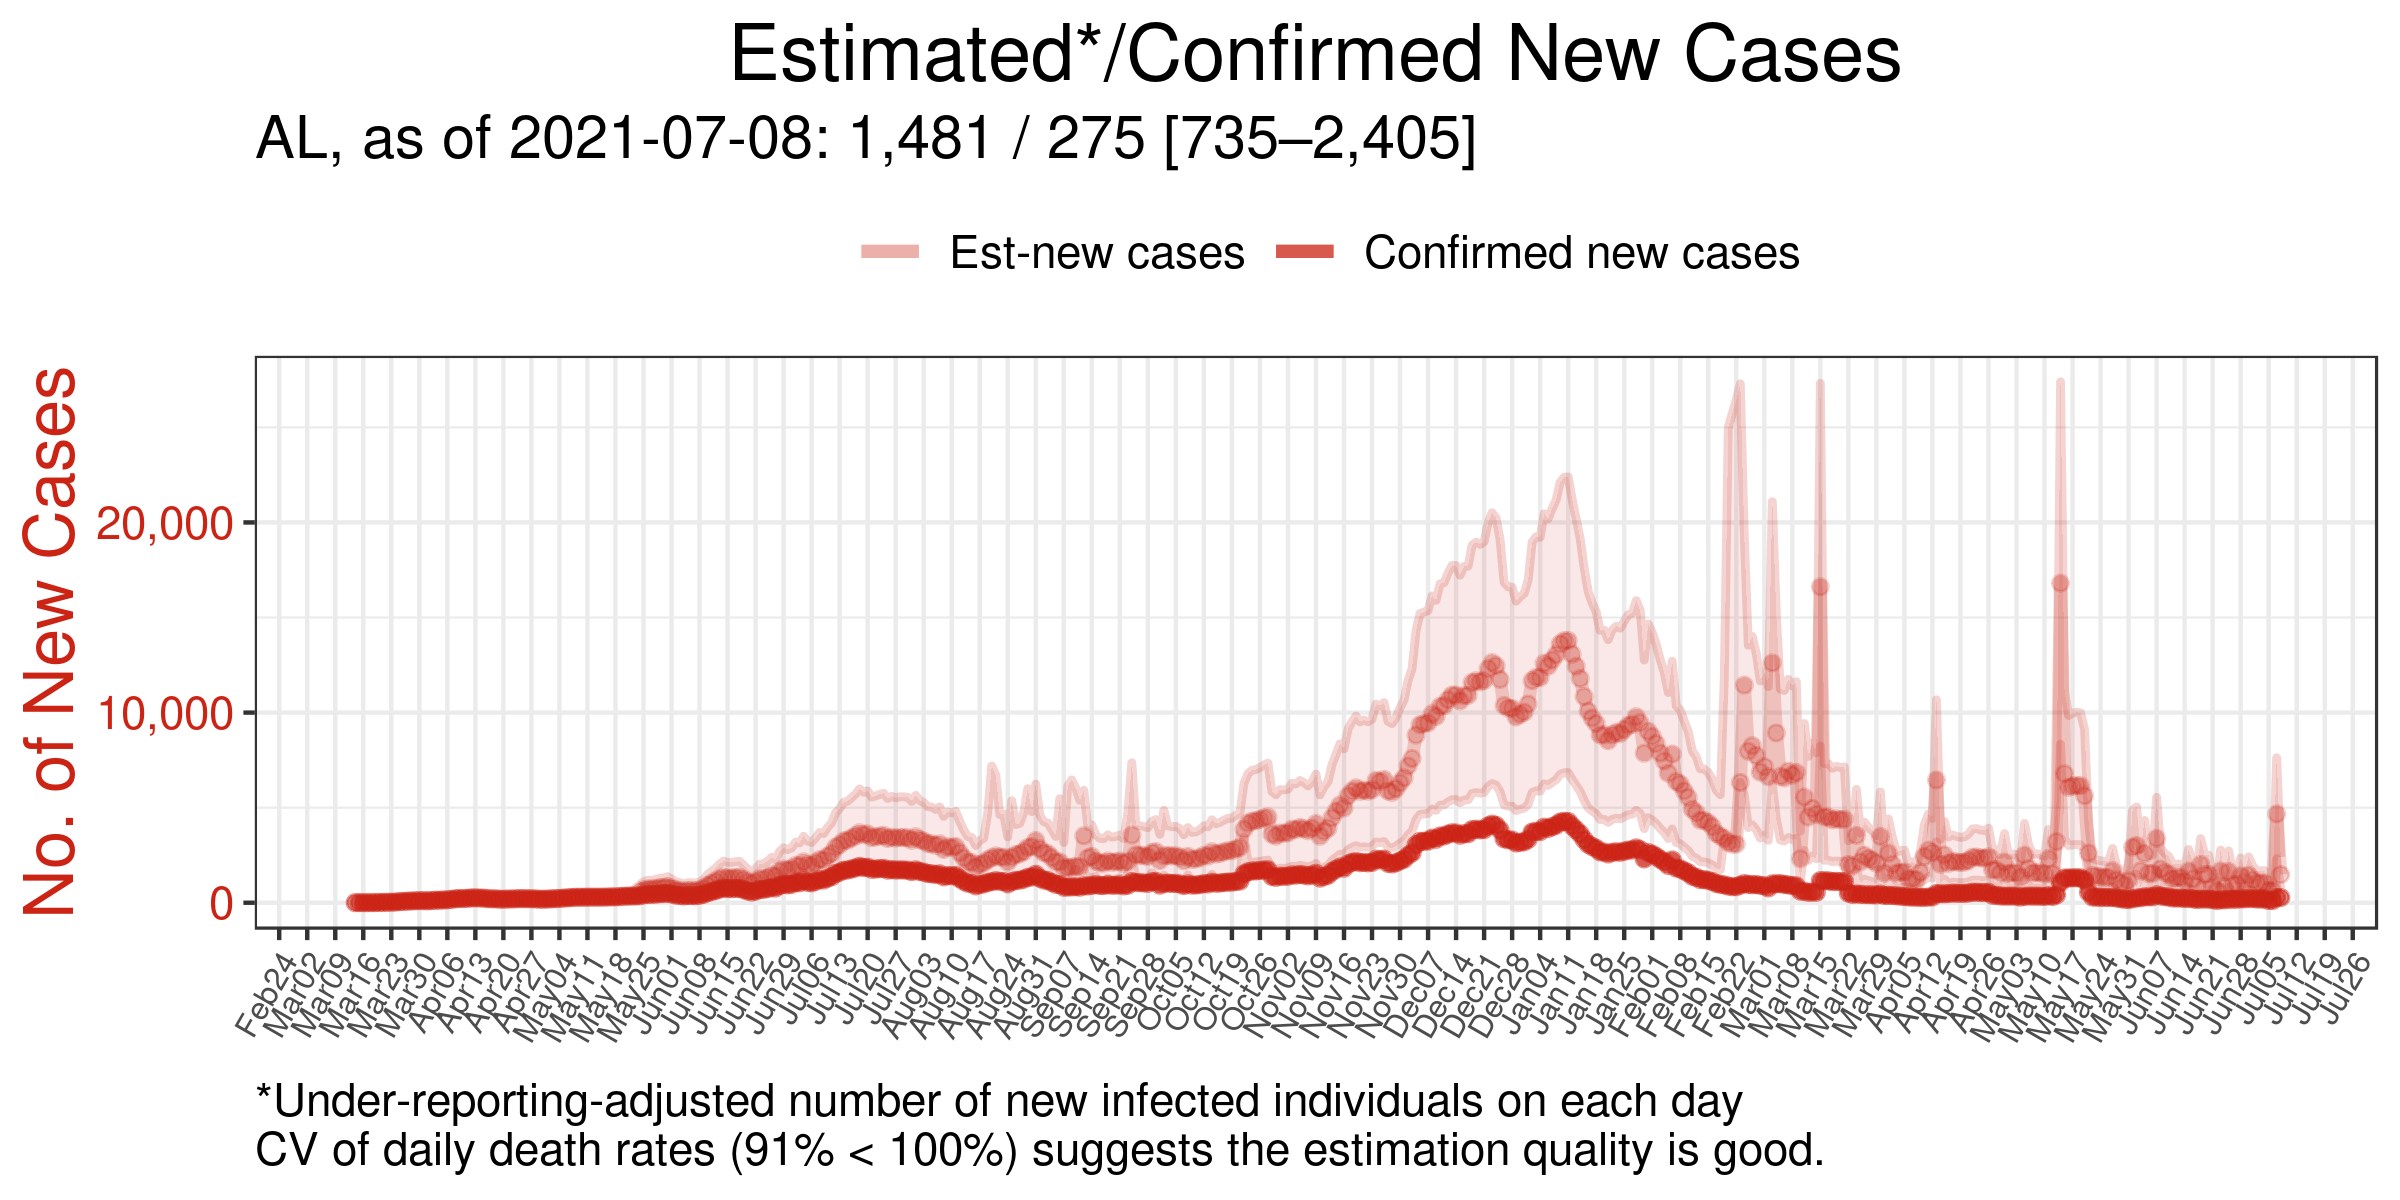 Estimated*/Confirmed New Cases
AL, as of 2021-07-08: 1,481 / 275 [735–2,405]
Est-new cases Confirmed new cases
No. of New Cases
20,000
10,000
0
Feb24 Mar02 Mar09 Mar16 Mar23 Mar30 Apr06 Apr13 Apr20 Apr27 May04 May11 May18 May25 Jun01 Jun08 Jun15 Jun22 Jun29 Jul06 Jul13 Jul20 Jul27 Aug03 Aug10 Aug17 Aug24 Aug31 Sep07 Sep14 Sep21 Sep28 Oct05 Oct12 Oct19 Oct26 Nov02 Nov09 Nov16 Nov23 Nov30 Dec07 Dec14 Dec21 Dec28 Jan04 Jan11 Jan18 Jan25 Feb01 Feb08 Feb15 Feb22 Mar01 Mar08 Mar15 Mar22 Mar29 Apr05 Apr12 Apr19 Apr26 May03 May10 May17 May24 May31 Jun07 Jun14 Jun21 Jun28 Jul05 Jul12 Jul19 Jul26
*Under-reporting-adjusted number of new infected individuals on each day
CV of daily death rates (91% < 100%) suggests the estimation quality is good.